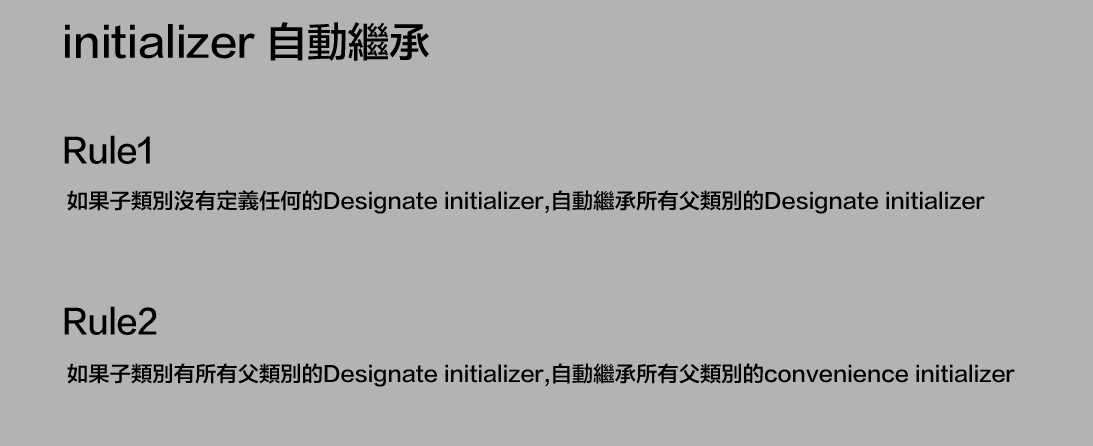 initializer 自動繼承
Rule1
如果子類別沒有定義任何的Designate initializer,自動繼承所有父類別的Designate initializer
Rule2
如果子類別有所有父類別的Designate initializer,自動繼承所有父類別的convenience initializer